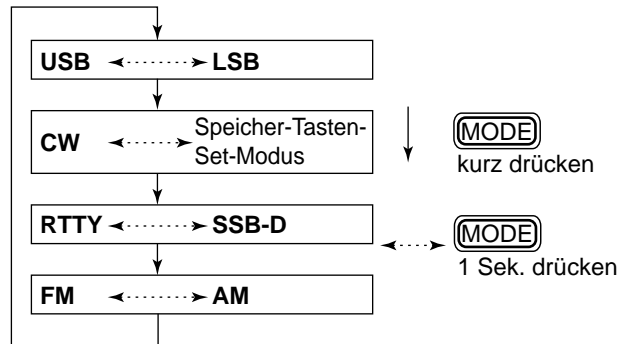 USB LSB
CW Speicher-Tasten-
Set-Modus
RTTY SSB-D
FM AM
MODE
kurz drücken
MODE
1 Sek. drücken